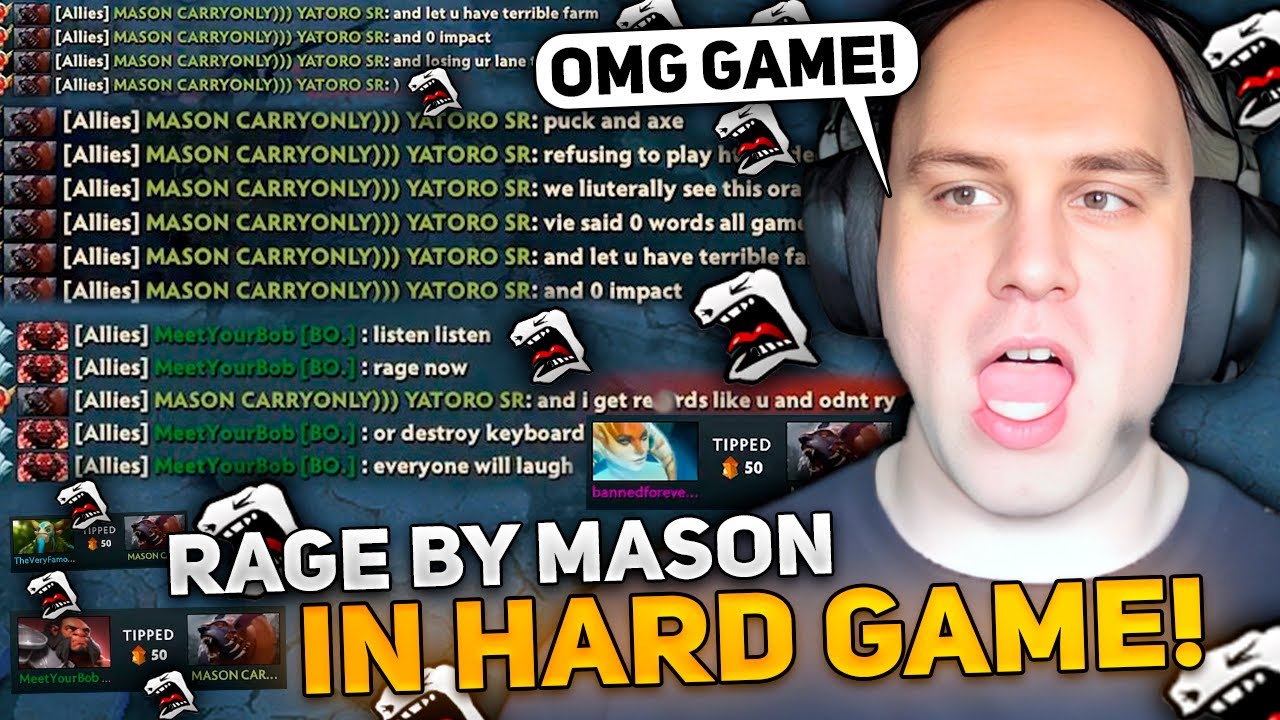 [Allies] MASON CARRYONLY))) YATORO SR: and let u have terrible farm
[Allies] MASON CARRYONLY))) YATORO SR: and 0 impact
[Allies] MASON CARRYONLY))) YATORO SR: and losing ur lane
[Allies] MASON CARRYONLY))) YATORO SR: )
OMG GAME!
[Allies] MASON CARRYONLY))) YATORO SR: puck and axe
[Allies] MASON CARRYONLY))) YATORO SR: refusing to play
[Allies] MASON CARRYONLY))) YATORO SR: we liuterally see this ora
[Allies] MASON CARRYONLY))) YATORO SR: vie said 0 words all game
[Allies] MASON CARRYONLY))) YATORO SR: and let u have terrible far
[Allies] MASON CARRYONLY))) YATORO SR: and 0 impact
[Allies] MeetYourBob [BO.] : listen listen
[Allies] MeetYourBob [BO.] : rage now
[Allies] MASON CARRYONLY))) YATORO SR: and i get re rds like u and odnt ry
[Allies] MeetYourBob [BO.] : or destroy keyboard
[Allies] MeetYourBob [BO.] : everyone will laugh
TIPPED
50
bannedforeve...
TIPPED
50
TheVeryFamo...
MASON C
RAGE BY MASON
IN HARD GAME!
TIPPED
50
MeetYourBob ...
MASON CAR...